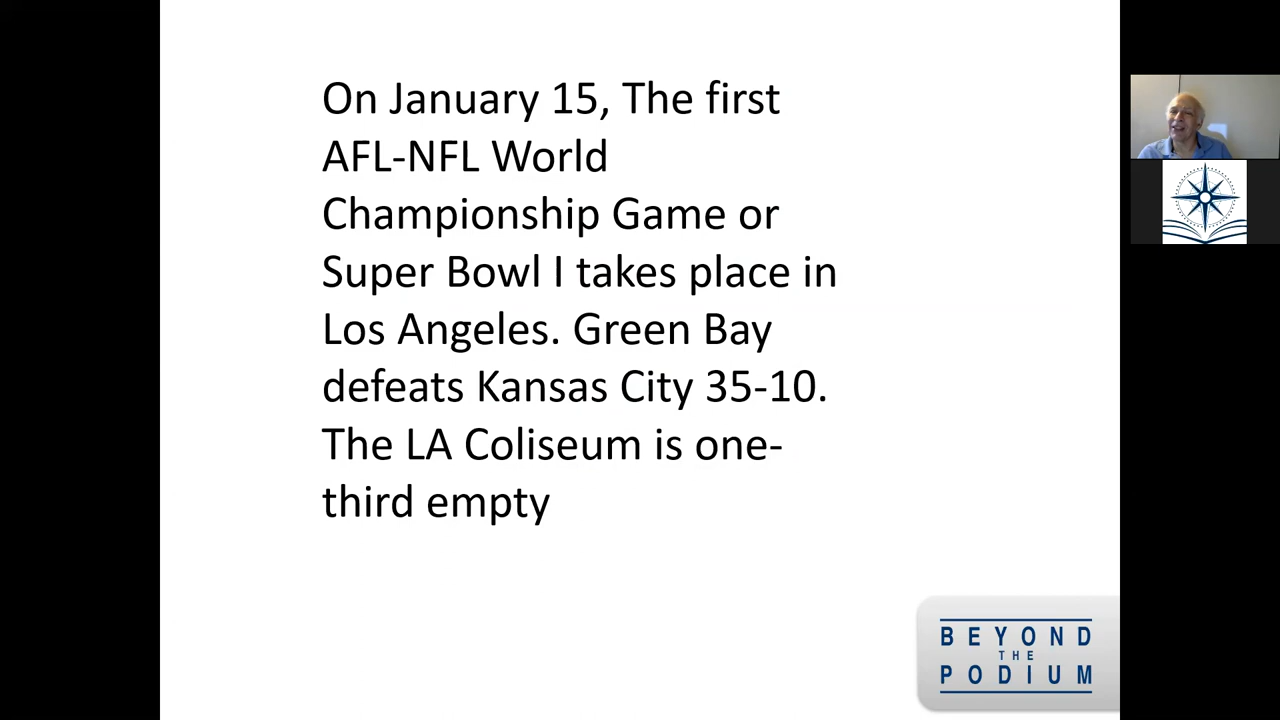 On January 15, The first
AFL-NFL World
Championship Game or
Super Bowl I takes place in
Los Angeles. Green Bay
defeats Kansas City 35-10.
The LA Coliseum is one-
third empty
BEYOND
THE
PODIUM